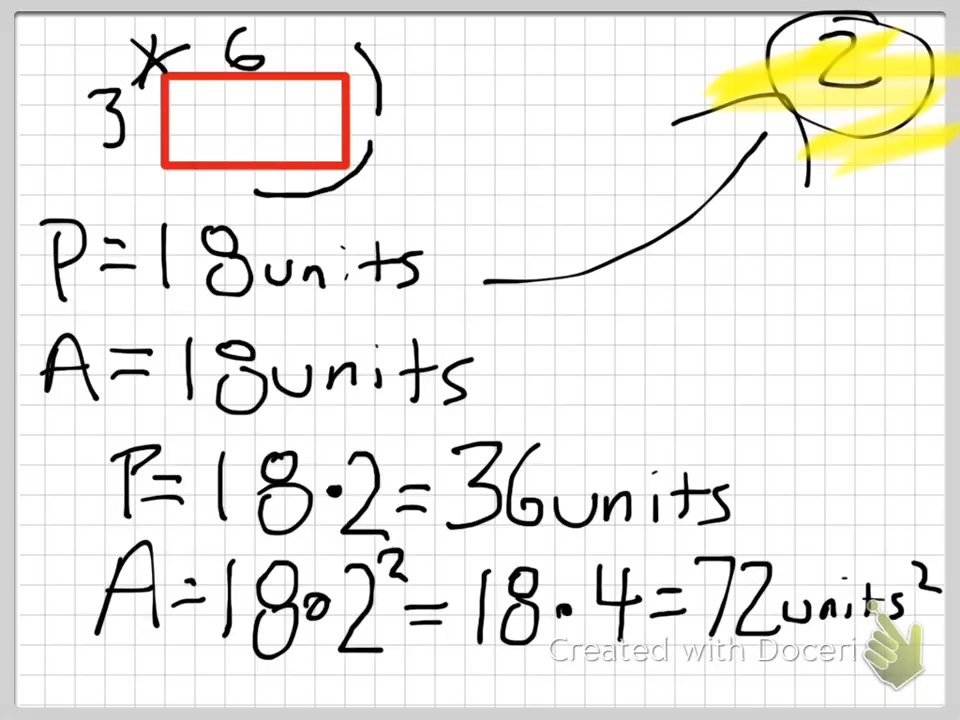 * 6
3
2
P=18units
A=18units
P=18·2=36units
A=18·2²=18·4=72units²
Created with Doceri